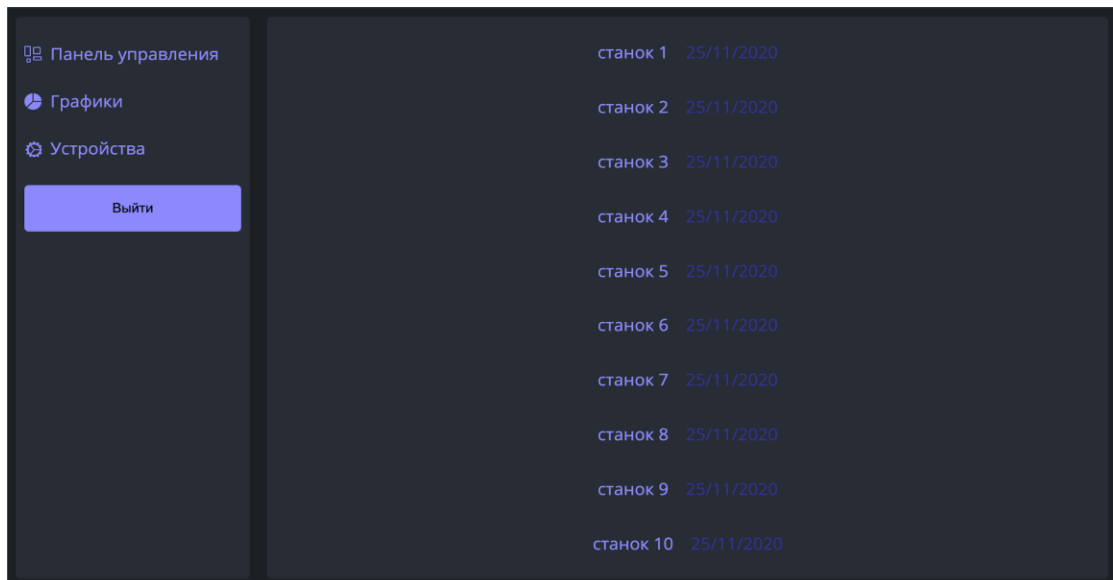 Панель управления
Графики
Устройства
Выйти
станок 1 25/11/2020
станок 2 25/11/2020
станок 3 25/11/2020
станок 4 25/11/2020
станок 5 25/11/2020
станок 6 25/11/2020
станок 7 25/11/2020
станок 8 25/11/2020
станок 9 25/11/2020
станок 10 25/11/2020